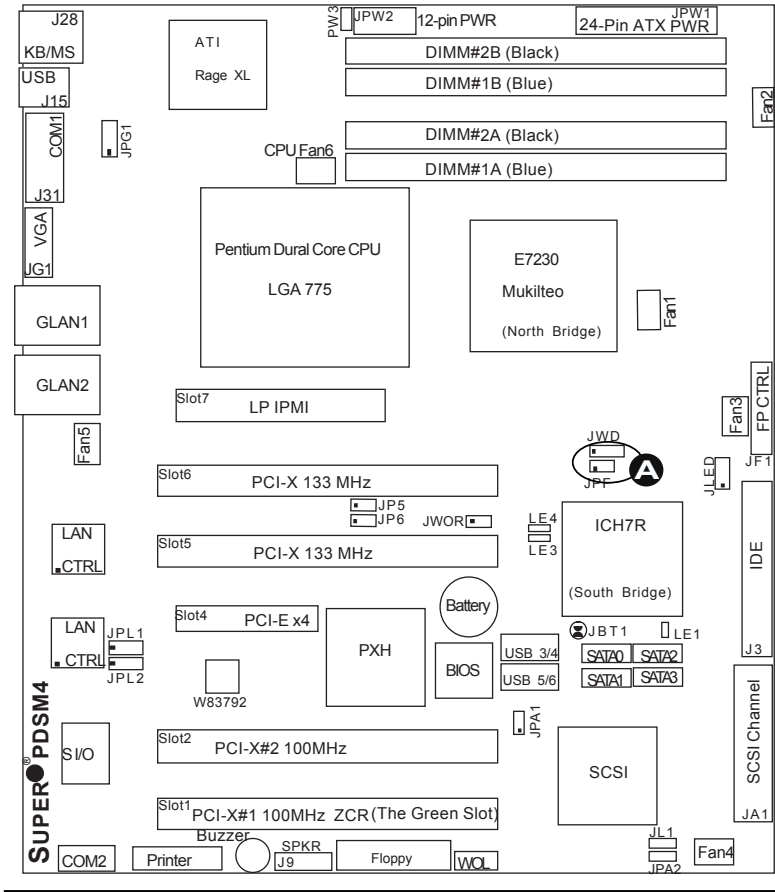 J28
KB/MS
USB
J15
COM1
J31
VGA
JG1
GLAN1
GLAN2
Fan5
ATI
Rage XL
JPG1
PW3
JPW2
12-pin PWR
JPW1
24-Pin ATX PWR
DIMM#2B (Black)
DIMM#1B (Blue)
DIMM#2A (Black)
DIMM#1A (Blue)
Fan2
CPU Fan6
Pentium Dural Core CPU
LGA 775
E7230
Mukilteo
(North Bridge)
Fan1
Slot7
LP IPMI
Fan3
FP CTRL
JF1
JWD
JPF
A
JLED
Slot6
PCI-X 133 MHz
JP5
JP6
JWOR
LE4
LE3
ICH7R
(South Bridge)
IDE
J3
LAN
CTRL
Slot5
PCI-X 133 MHz
Battery
Slot4
PCI-E x4
PXH
BIOS
USB 3/4
USB 5/6
JBT1
LE1
SATA0
SATA2
SATA1
SATA3
LAN
CTRL
JPL1
JPL2
W83792
JPA1
SUPER® PDSM4
SI/O
Slot2
PCI-X#2 100MHz
SCSI
SCSI Channel
JA1
Slot1
PCI-X#1 100MHz ZCR (The Green Slot)
Buzzer
COM2
Printer
SPKR
J9
Floppy
WOL
JL1
JPA2
Fan4